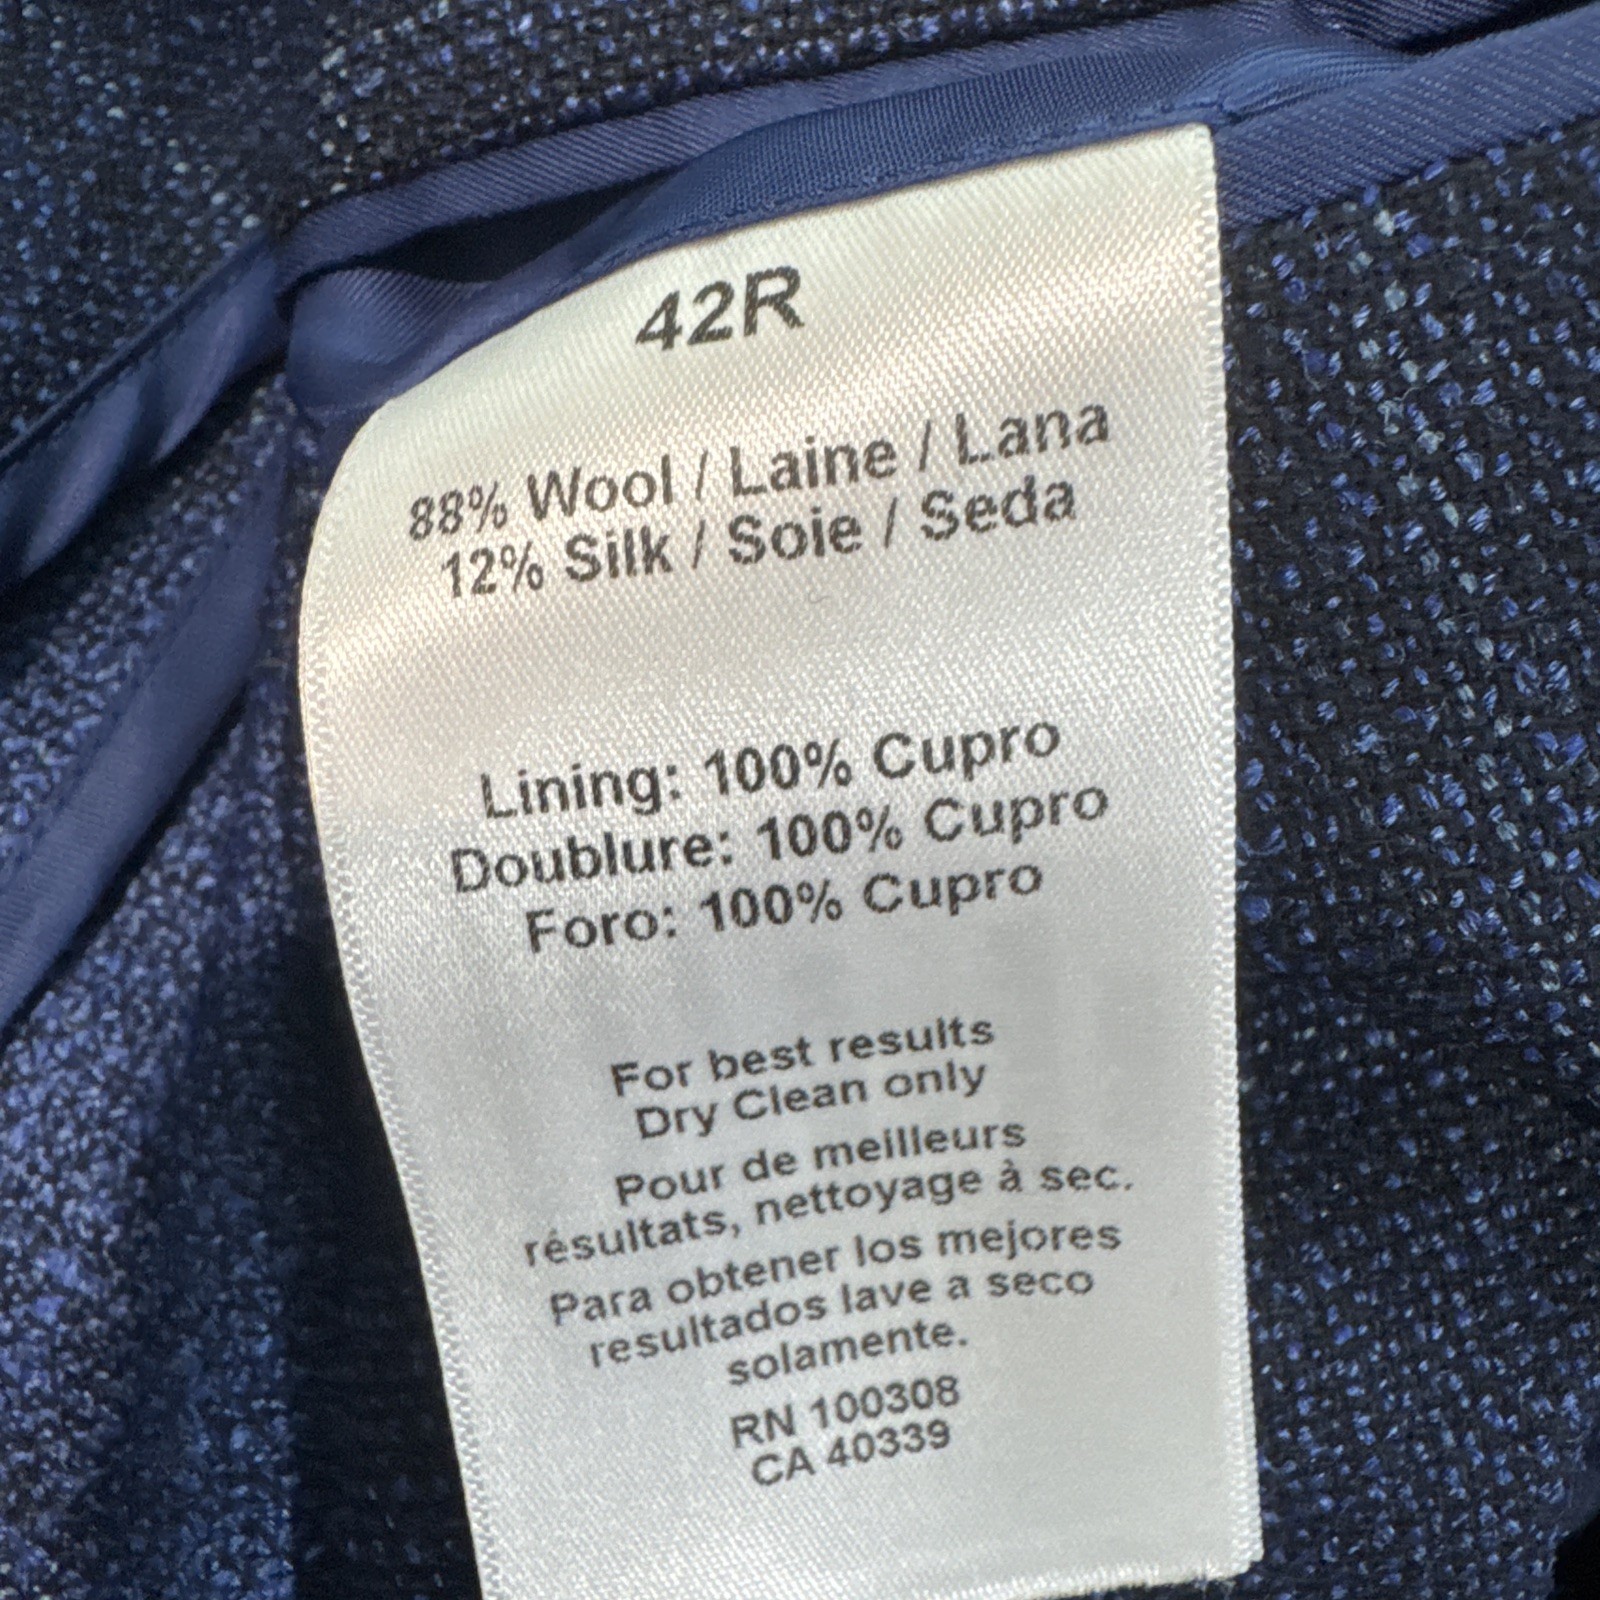 42R
88% Wool / Laine / Lana
12% Silk / Soie / Seda
Lining: 100% Cupro
Doublure: 100% Cupro
Foro: 100% Cupro
For best results
Dry Clean only
Pour de meilleurs
résultats, nettoyage à sec.
Para obtener los mejores
resultados lave a seco
solamente.
RN 100308
CA 40339